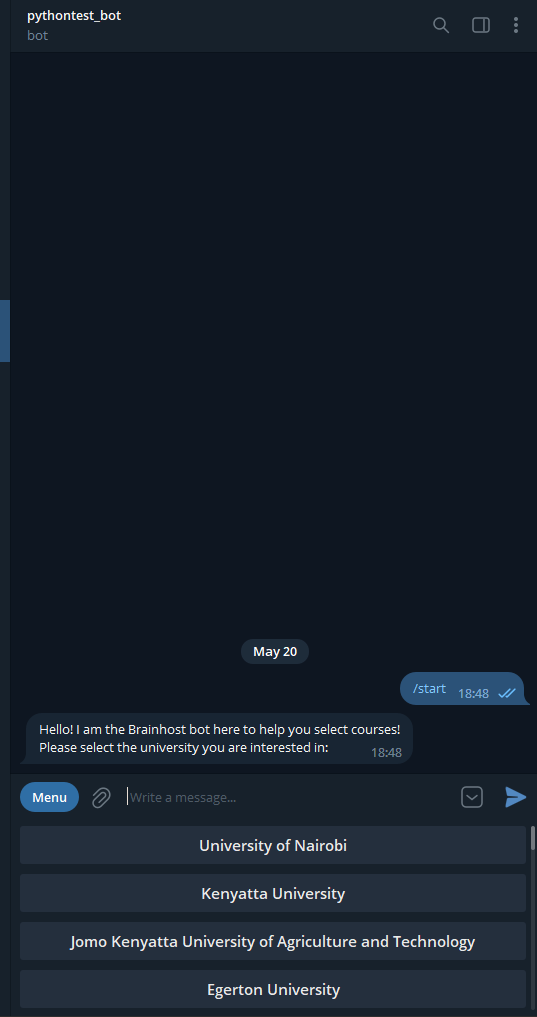 pythontest_bot
bot
May 20
/start 18:48
Hello! I am the Brainhost bot here to help you select courses!
Please select the university you are interested in: 18:48
Menu Write a message...
University of Nairobi
Kenyatta University
Jomo Kenyatta University of Agriculture and Technology
Egerton University